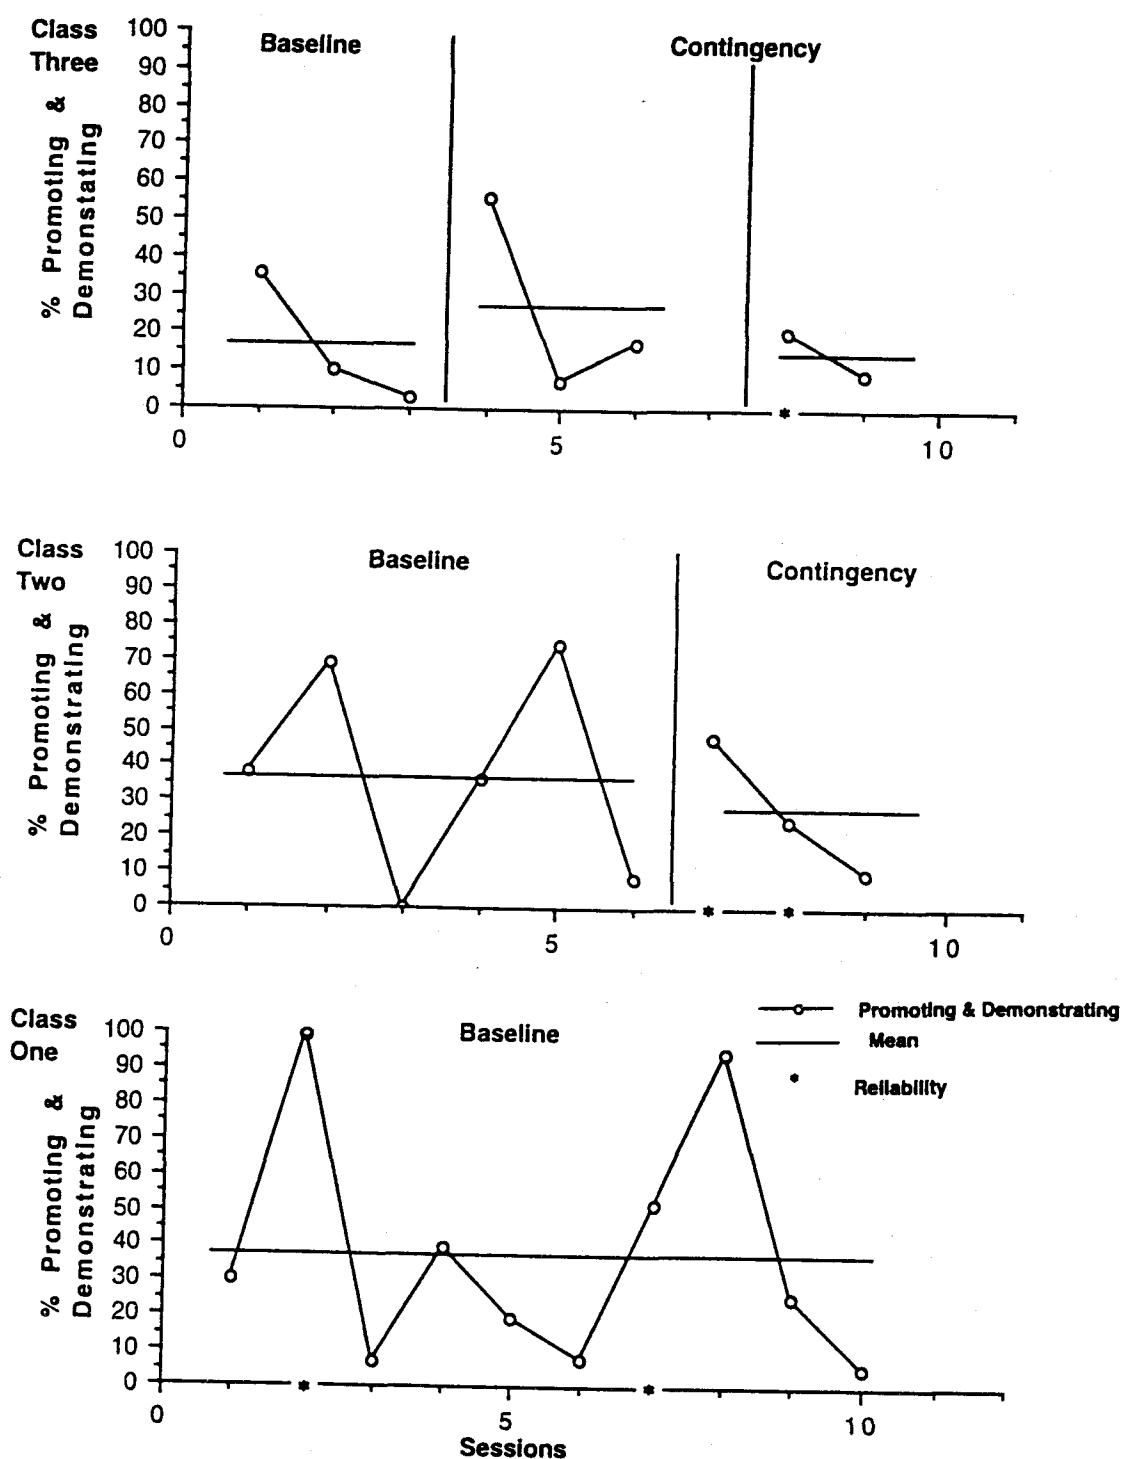 Class
Three
Baseline
Contingency
% Promoting &
Demonstating
100
90
80
70
60
50
40
30
20
10
0
0
5
10
Class
Two
Baseline
Contingency
% Promoting &
Demonstrating
100
90
80
70
60
50
40
30
20
10
0
0
5
10
Class
One
Baseline
Promoting & Demonstrating
Mean
* Reliability
% Promoting &
Demonstrating
100
90
80
70
60
50
40
30
20
10
0
0
5
10
Sessions